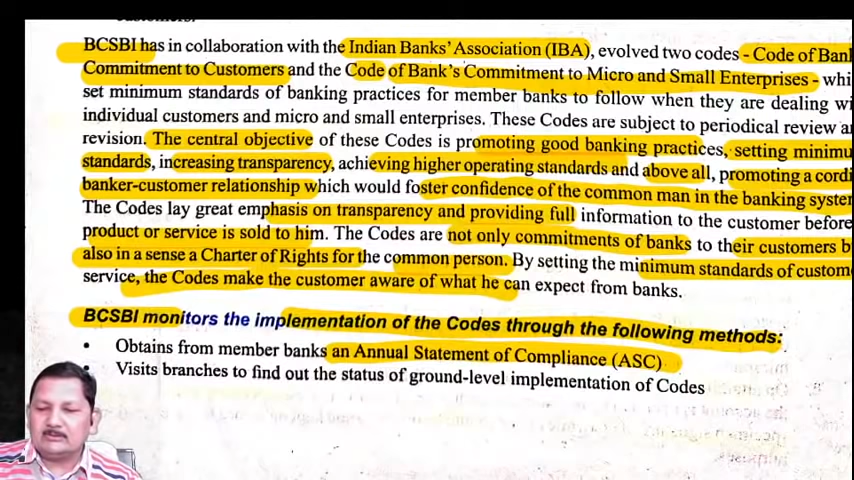 customers.
BCSBI has in collaboration with the Indian Banks' Association (IBA), evolved two codes - Code of Bank
Commitment to Customers and the Code of Bank's Commitment to Micro and Small Enterprises - whi
set minimum standards of banking practices for member banks to follow when they are dealing wi
individual customers and micro and small enterprises. These Codes are subject to periodical review a
revision. The central objective of these Codes is promoting good banking practices, setting minimu
standards, increasing transparency, achieving higher operating standards and above all, promoting a cordi
banker-customer relationship which would foster confidence of the common man in the banking syste
The Codes lay great emphasis on transparency and providing full information to the customer before
product or service is sold to him. The Codes are not only commitments of banks to their customers b
also in a sense a Charter of Rights for the common person. By setting the minimum standards of custom
service, the Codes make the customer aware of what he can expect from banks.
BCSBI monitors the implementation of the Codes through the following methods:
• Obtains from member banks an Annual Statement of Compliance (ASC)
• Visits branches to find out the status of ground-level implementation of Codes